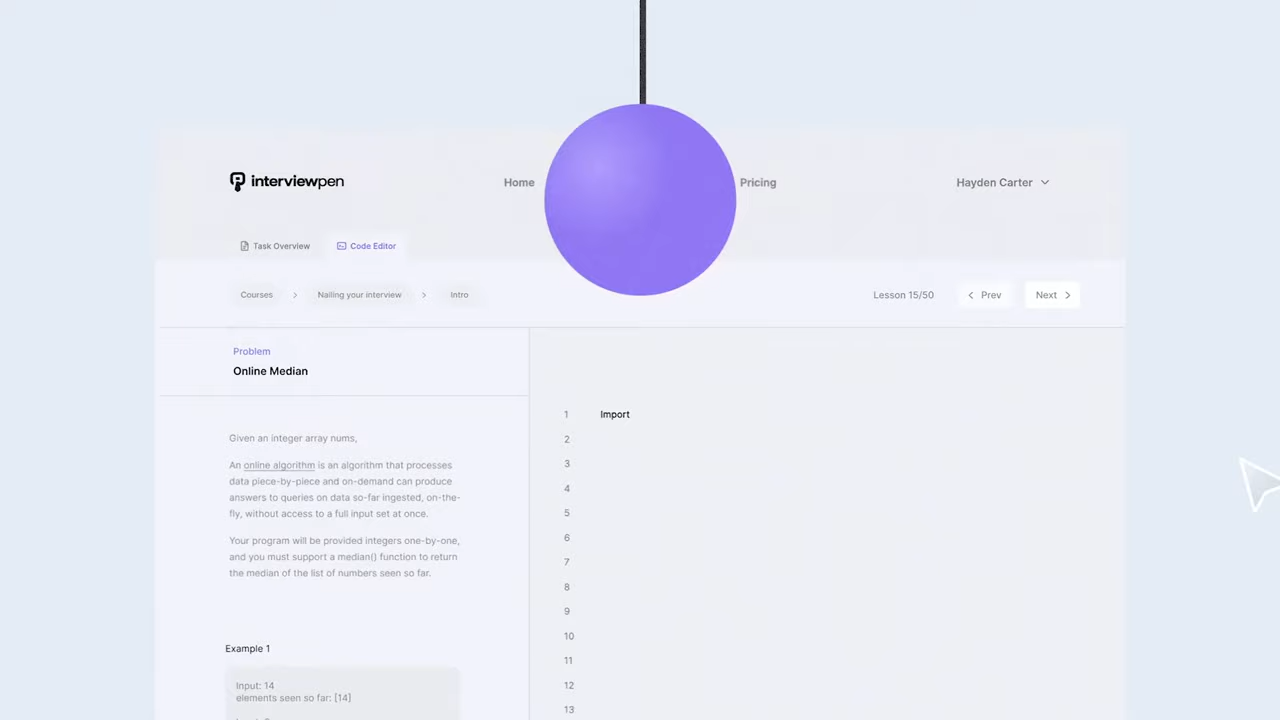 interviewpen
Home
Pricing
Hayden Carter
Task Overview
Code Editor
Courses
Nailing your interview
Intro
Lesson 15/50
Prev
Next
Problem
Online Median
Given an integer array nums,
An online algorithm is an algorithm that processes
data piece-by-piece and on-demand can produce
answers to queries on data so-far ingested, on-the-
fly, without access to a full input set at once.
Your program will be provided integers one-by-one,
and you must support a median() function to return
the median of the list of numbers seen so far.
Example 1
Input: 14
elements seen so far: [14]
1 Import
2
3
4
5
6
7
8
9
10
11
12
13